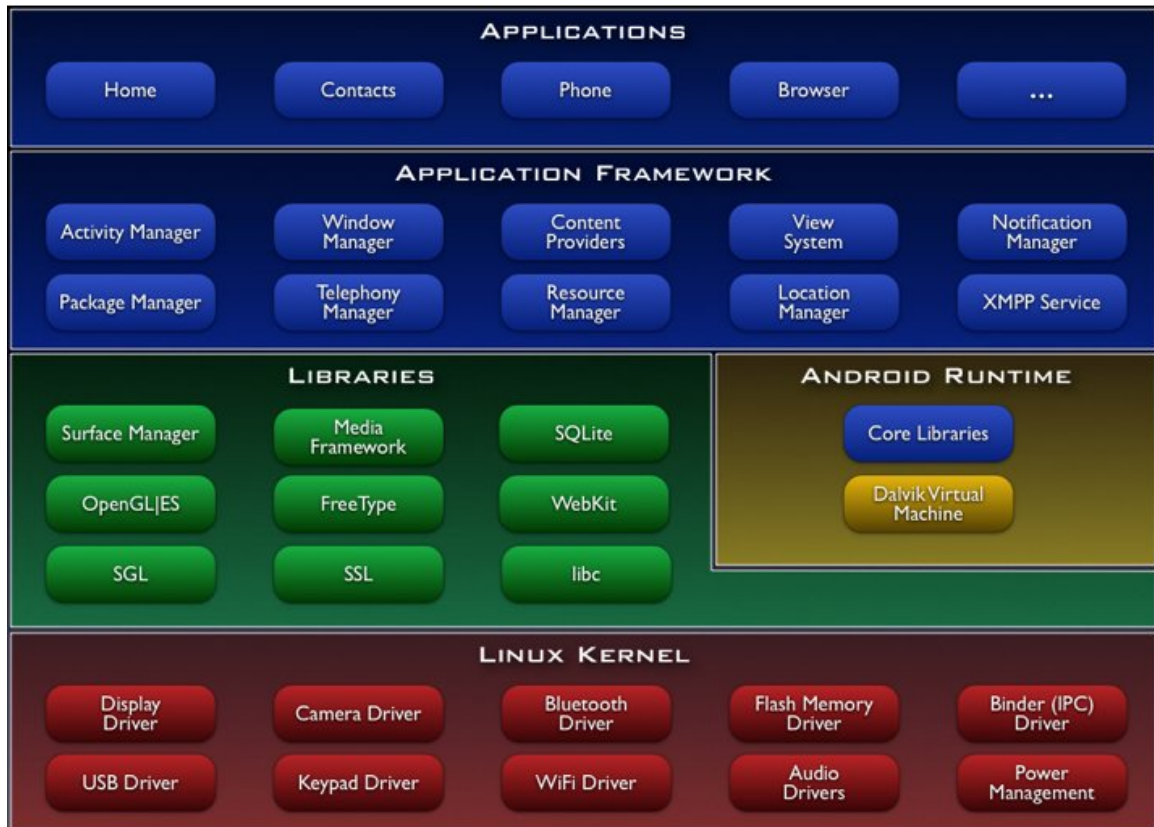 APPLICATIONS
Home
Contacts
Phone
Browser
...
APPLICATION FRAMEWORK
Activity Manager
Window
Manager
Content
Providers
View
System
Notification
Manager
Package Manager
Telephony
Manager
Resource
Manager
Location
Manager
XMPP Service
LIBRARIES
Surface Manager
Media
Framework
SQLite
OpenGL|ES
FreeType
WebKit
SGL
SSL
libc
ANDROID RUNTIME
Core Libraries
Dalvik Virtual
Machine
LINUX KERNEL
Display
Driver
Camera Driver
Bluetooth
Driver
Flash Memory
Driver
Binder (IPC)
Driver
USB Driver
Keypad Driver
WiFi Driver
Audio
Drivers
Power
Management